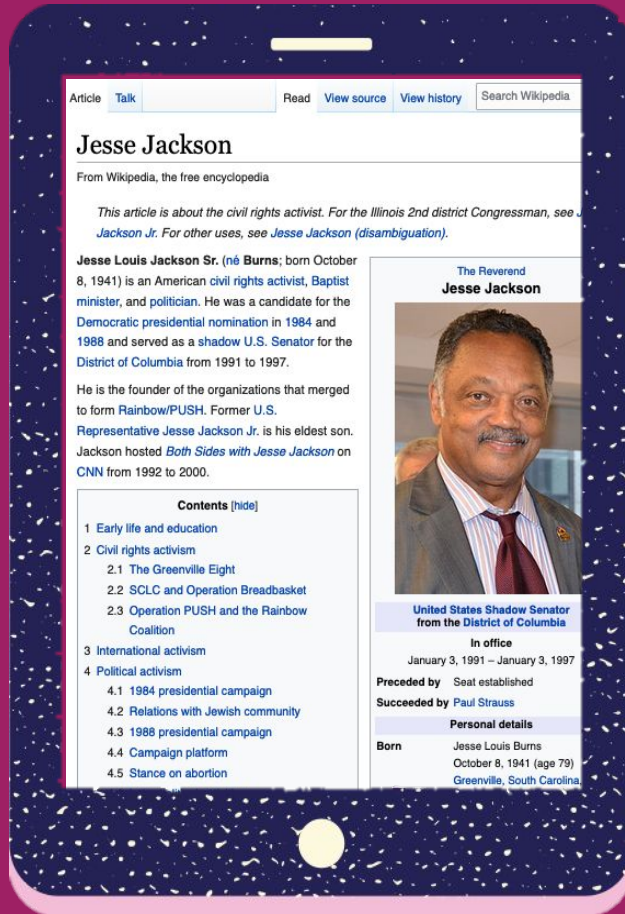 Article Talk Read View source View history Search Wikipedia
Jesse Jackson
From Wikipedia, the free encyclopedia
This article is about the civil rights activist. For the Illinois 2nd district Congressman, see
Jackson Jr. For other uses, see Jesse Jackson (disambiguation).
Jesse Louis Jackson Sr. (né Burns; born October
8, 1941) is an American civil rights activist, Baptist
minister, and politician. He was a candidate for the
Democratic presidential nomination in 1984 and
1988 and served as a shadow U.S. Senator for the
District of Columbia from 1991 to 1997.
He is the founder of the organizations that merged
to form Rainbow/PUSH. Former U.S.
Representative Jesse Jackson Jr. is his eldest son.
Jackson hosted Both Sides with Jesse Jackson on
CNN from 1992 to 2000.
Contents [hide]
1 Early life and education
2 Civil rights activism
2.1 The Greenville Eight
2.2 SCLC and Operation Breadbasket
2.3 Operation PUSH and the Rainbow
Coalition
3 International activism
4 Political activism
4.1 1984 presidential campaign
4.2 Relations with Jewish community
4.3 1988 presidential campaign
4.4 Campaign platform
4.5 Stance on abortion
The Reverend
Jesse Jackson
United States Shadow Senator
from the District of Columbia
In office
January 3, 1991 – January 3, 1997
Preceded by Seat established
Succeeded by Paul Strauss
Personal details
Born Jesse Louis Burns
October 8, 1941 (age 79)
Greenville, South Carolina,